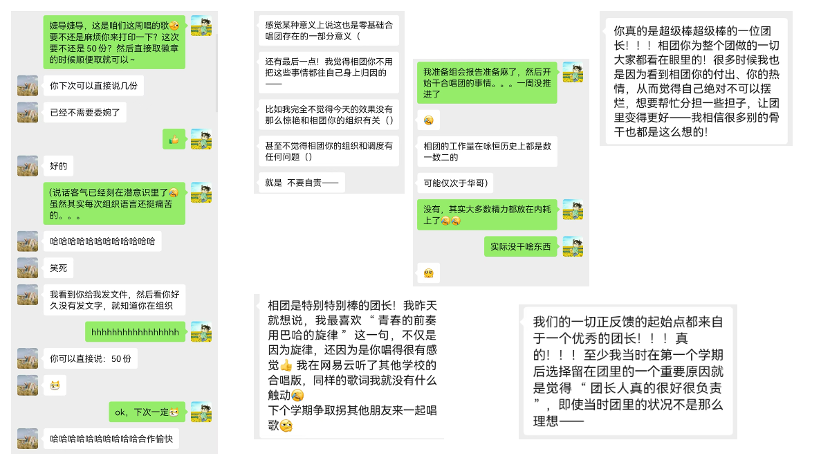 媫导媫导，这是咱们这周唱的歌
要不还是麻烦你来打印一下？这次
要不还是 50 份？然后直接取徽章
的时候顺便取就可以~
你下次可以直接说几份
已经不需要委婉了
好的
(说话客气已经刻在潜意识里了
虽然其实每次组织语言还挺痛苦
的。。。
哈哈哈哈哈哈哈哈哈哈哈哈
笑死
我看到你给我发文件，然后看你好
久没有发文字，就知道你在组织
hhhhhhhhhhhhhhhhhh
你可以直接说：50份
ok，下次一定
哈哈哈哈哈哈哈哈哈合作愉快
感觉某种意义上说这也是零基础合
唱团存在的一部分意义（
还有最后一点！我觉得相团你不用
把这些事情都往自己身上归因的
——
比如我完全不觉得今天的效果没有
那么惊艳和相团你的组织有关（）
甚至不觉得相团你的组织和调度有
任何问题（）
就是 不要自责——
我准备组会报告准备麻了，然后开
始干合唱团的事情。。。一周没推
进了
相团的工作量在咏恒历史上都是数
一数二的
可能仅次于华哥）
没有，其实大多数精力都放在内耗
上了
实际没干啥东西
你真的是超级棒超级棒的一位团
长！！！相团你为整个团做的一切
大家都看在眼里的！很多时候我也
是因为看到相团你的付出、你的热
情，从而觉得自己绝对不可以摆
烂，想要帮忙分担一些担子，让团
里变得更好——我相信很多别的骨
干也都是这么想的！
相团是特别特别棒的团长！我昨天
就想说，我最喜欢“青春的前奏
用巴哈的旋律”这一句，不仅是
因为旋律，还因为是你唱得很有感
觉 我在网易云听了其他学校的
合唱版，同样的歌词我就没有什么
触动
下个学期争取拐其他朋友来一起唱
歌
我们的一切正反馈的起始点都来自
于一个优秀的团长！！！真
的！！！至少我当时在第一个学期
后选择留在团里的一个重要原因就
是觉得“团长人真的很好很负责
”，即使当时团里的状况不是那么
理想——